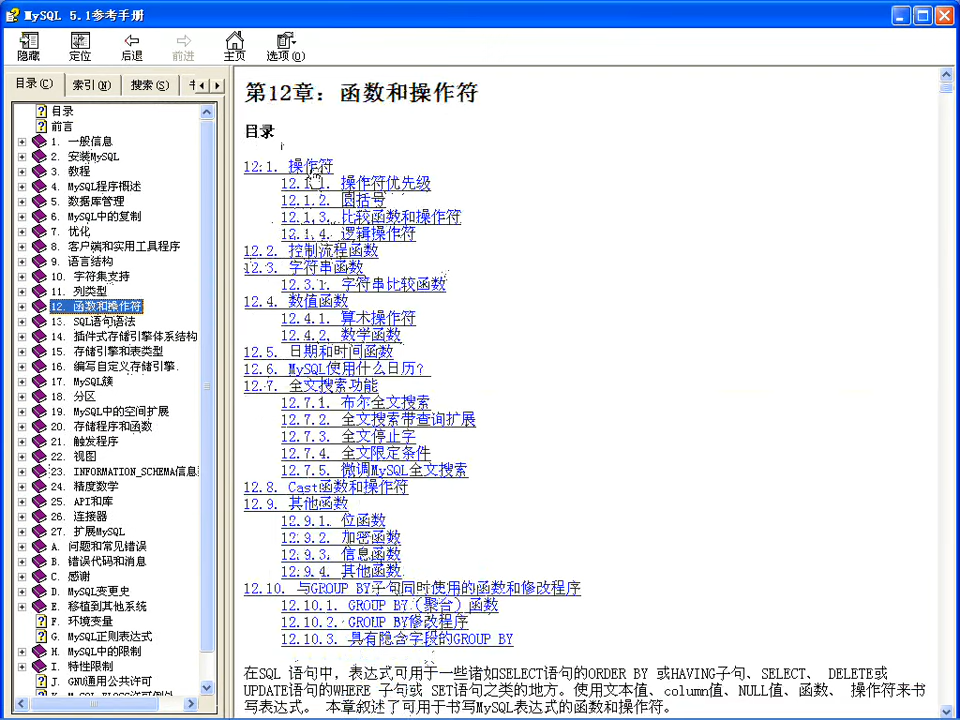 MySQL 5.1参考手册
隐藏 定位 后退 前进 主页 选项(O)
目录(C) 索引(N) 搜索(S)
目录
前言
1. 一般信息
2. 安装MySQL
3. 教程
4. MySQL程序概述
5. 数据库管理
6. MySQL中的复制
7. 优化
8. 客户端和实用工具程序
9. 语言结构
10. 字符集支持
11. 列类型
12. 函数和操作符
13. SQL语句语法
14. 插件式存储引擎体系结构
15. 存储引擎和表类型
16. 编写自定义存储引擎
17. MySQL簇
18. 分区
19. MySQL中的空间扩展
20. 存储程序和函数
21. 触发程序
22. 视图
23. INFORMATION_SCHEMA信息
24. 精度数学
25. API和库
26. 连接器
27. 扩展MySQL
A. 问题和常见错误
B. 错误代码和消息
C. 感谢
D. MySQL变更史
E. 移植到其他系统
F. 环境变量
G. MySQL正则表达式
H. MySQL中的限制
I. 特性限制
J. GNU通用公共许可
第12章：函数和操作符
目录
12.1. 操作符
12.1.1. 操作符优先级
12.1.2. 圆括号
12.1.3. 比较函数和操作符
12.1.4. 逻辑操作符
12.2. 控制流程函数
12.3. 字符串函数
12.3.1. 字符串比较函数
12.4. 数值函数
12.4.1. 算术操作符
12.4.2. 数学函数
12.5. 日期和时间函数
12.6. MySQL使用什么日历？
12.7. 全文搜索功能
12.7.1. 布尔全文搜索
12.7.2. 全文搜索带查询扩展
12.7.3. 全文停止字
12.7.4. 全文限定条件
12.7.5. 微调MySQL全文搜索
12.8. Cast函数和操作符
12.9. 其他函数
12.9.1. 位函数
12.9.2. 加密函数
12.9.3. 信息函数
12.9.4. 其他函数
12.10. 与GROUP BY子句同时使用的函数和修改程序
12.10.1. GROUP BY（聚合）函数
12.10.2. GROUP BY修改程序
12.10.3. 具有隐含字段的GROUP BY
在SQL 语句中，表达式可用于一些诸如SELECT语句的ORDER BY 或HAVING子句、SELECT、 DELETE或
UPDATE语句的WHERE 子句或 SET语句之类的地方。使用文本值、column值、NULL值、函数、 操作符来书
写表达式。 本章叙述了可用于书写MySQL表达式的函数和操作符。